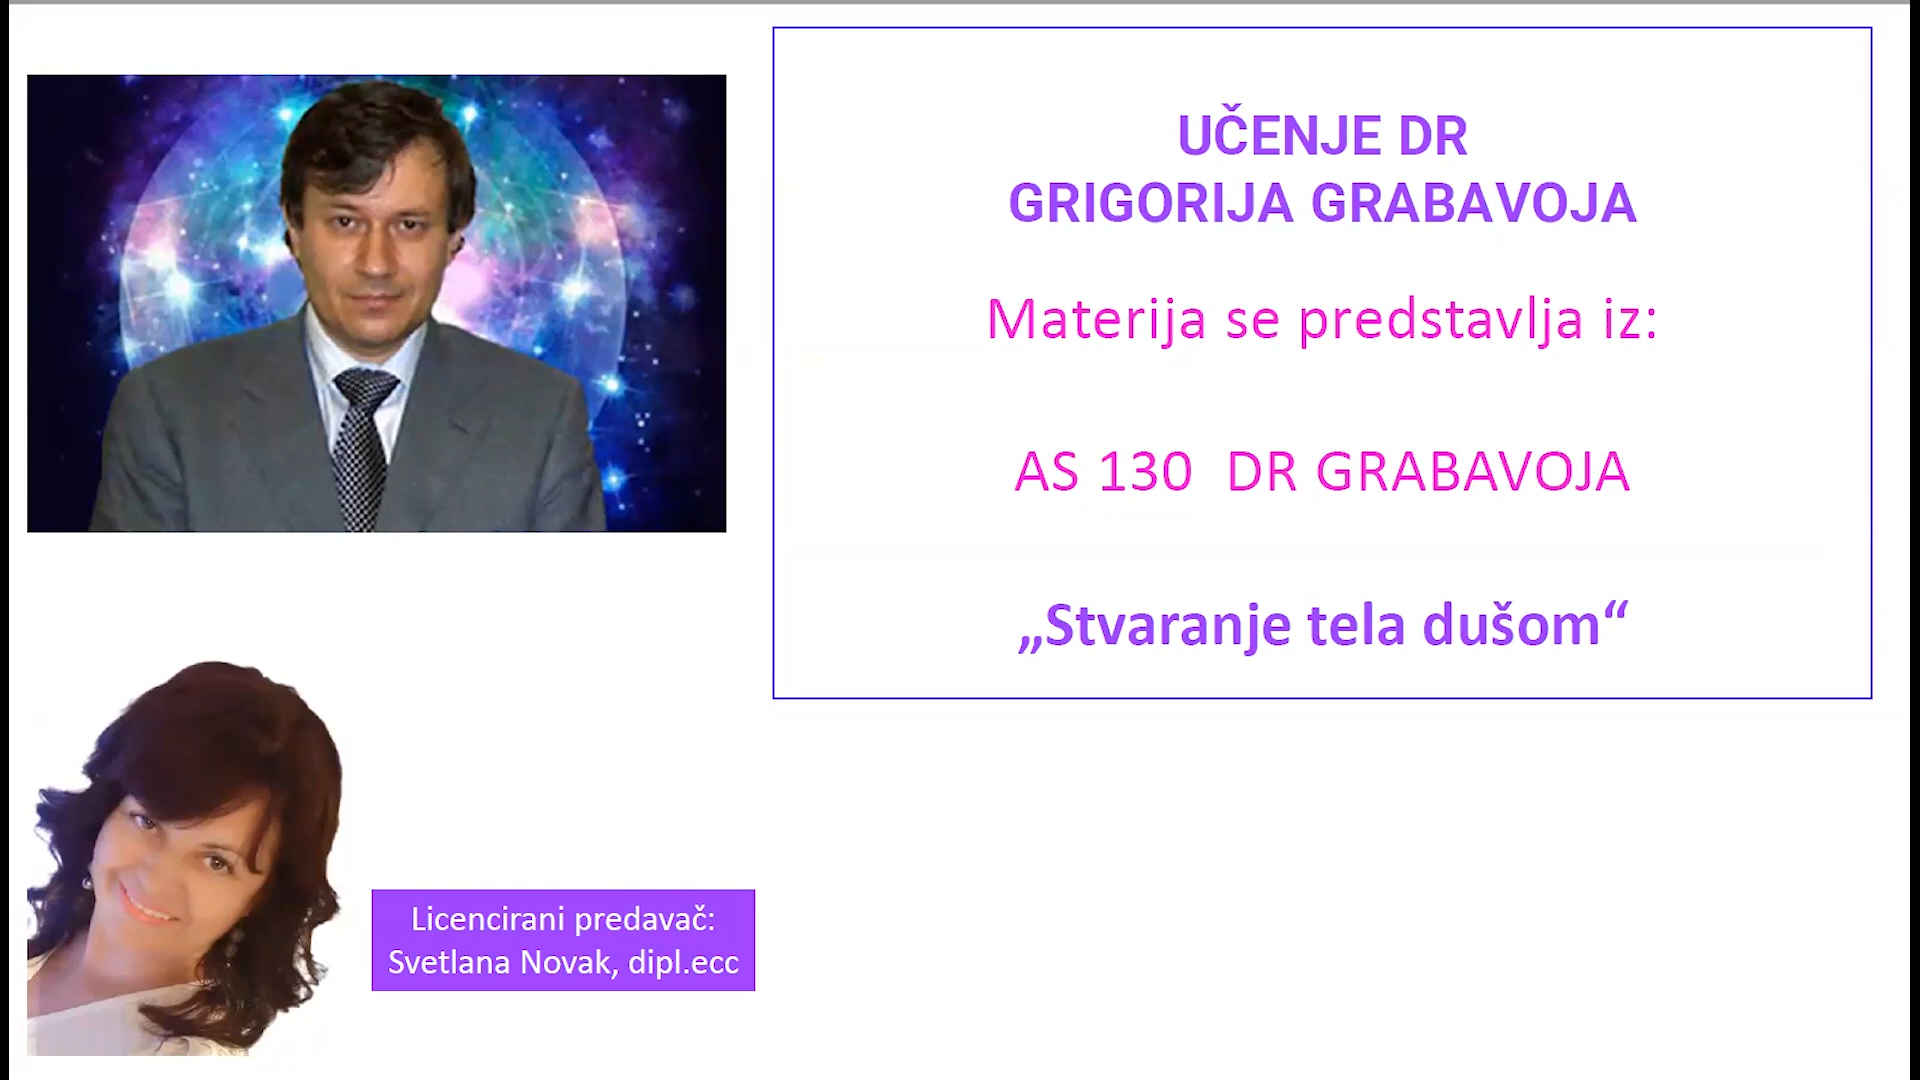 UČENJE DR
GRIGORIJA GRABAVOJA
Materija se predstavlja iz:
AS 130 DR GRABAVOJA
„Stvaranje tela dušom“
Licencirani predavač:
Svetlana Novak, dipl.ecc